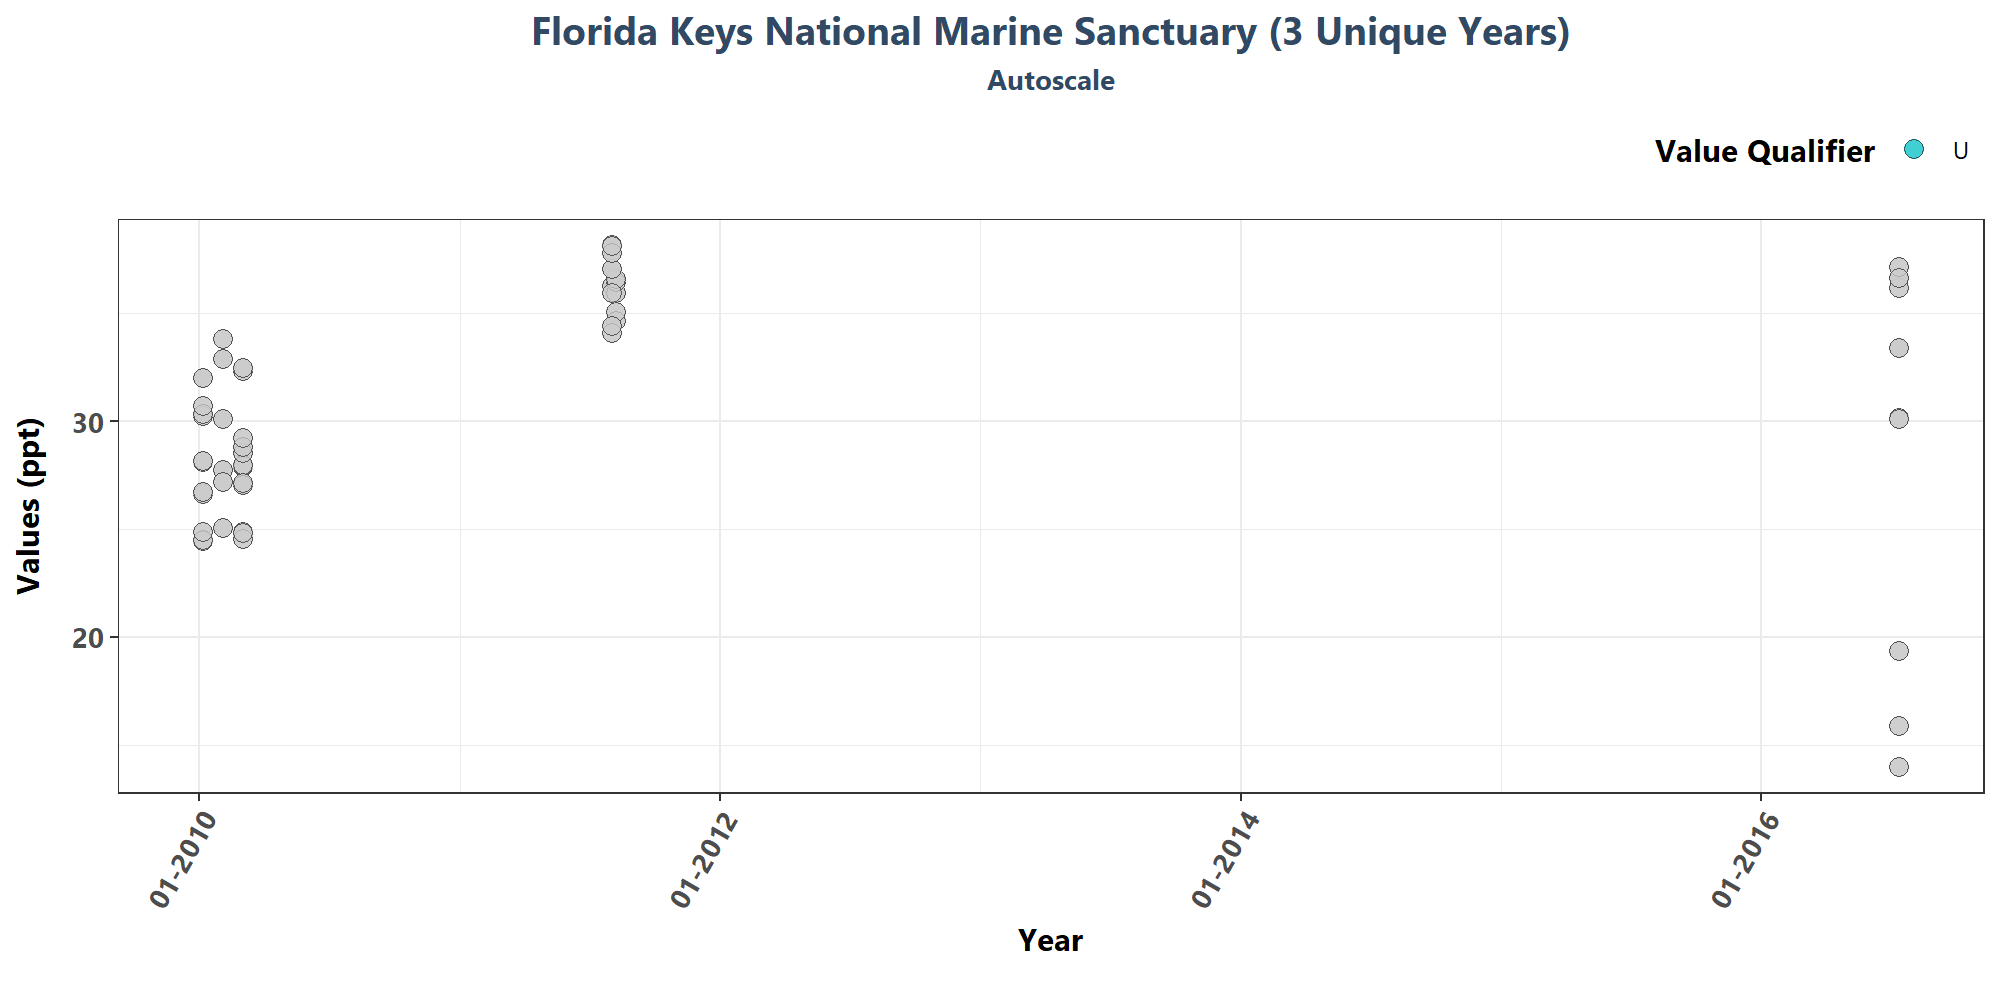 Florida Keys National Marine Sanctuary (3 Unique Years)
Autoscale
Value Qualifier U
Values (ppt)
30
20
01-2010
01-2012
01-2014
01-2016
Year